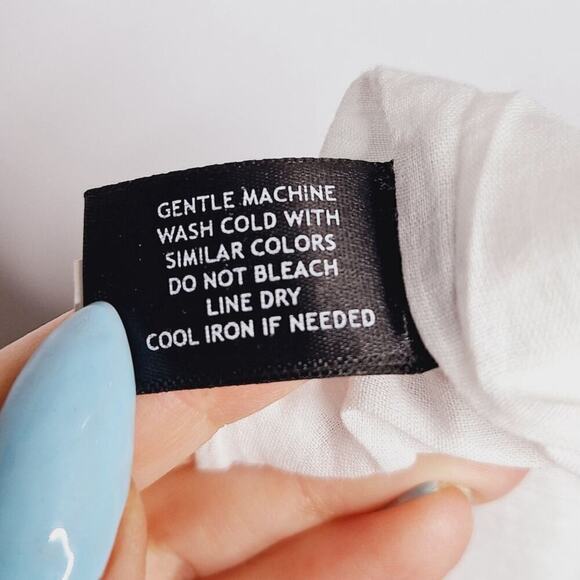 GENTLE MACHINE
WASH COLD WITH
SIMILAR COLORS
DO NOT BLEACH
LINE DRY
COOL IRON IF NEEDED